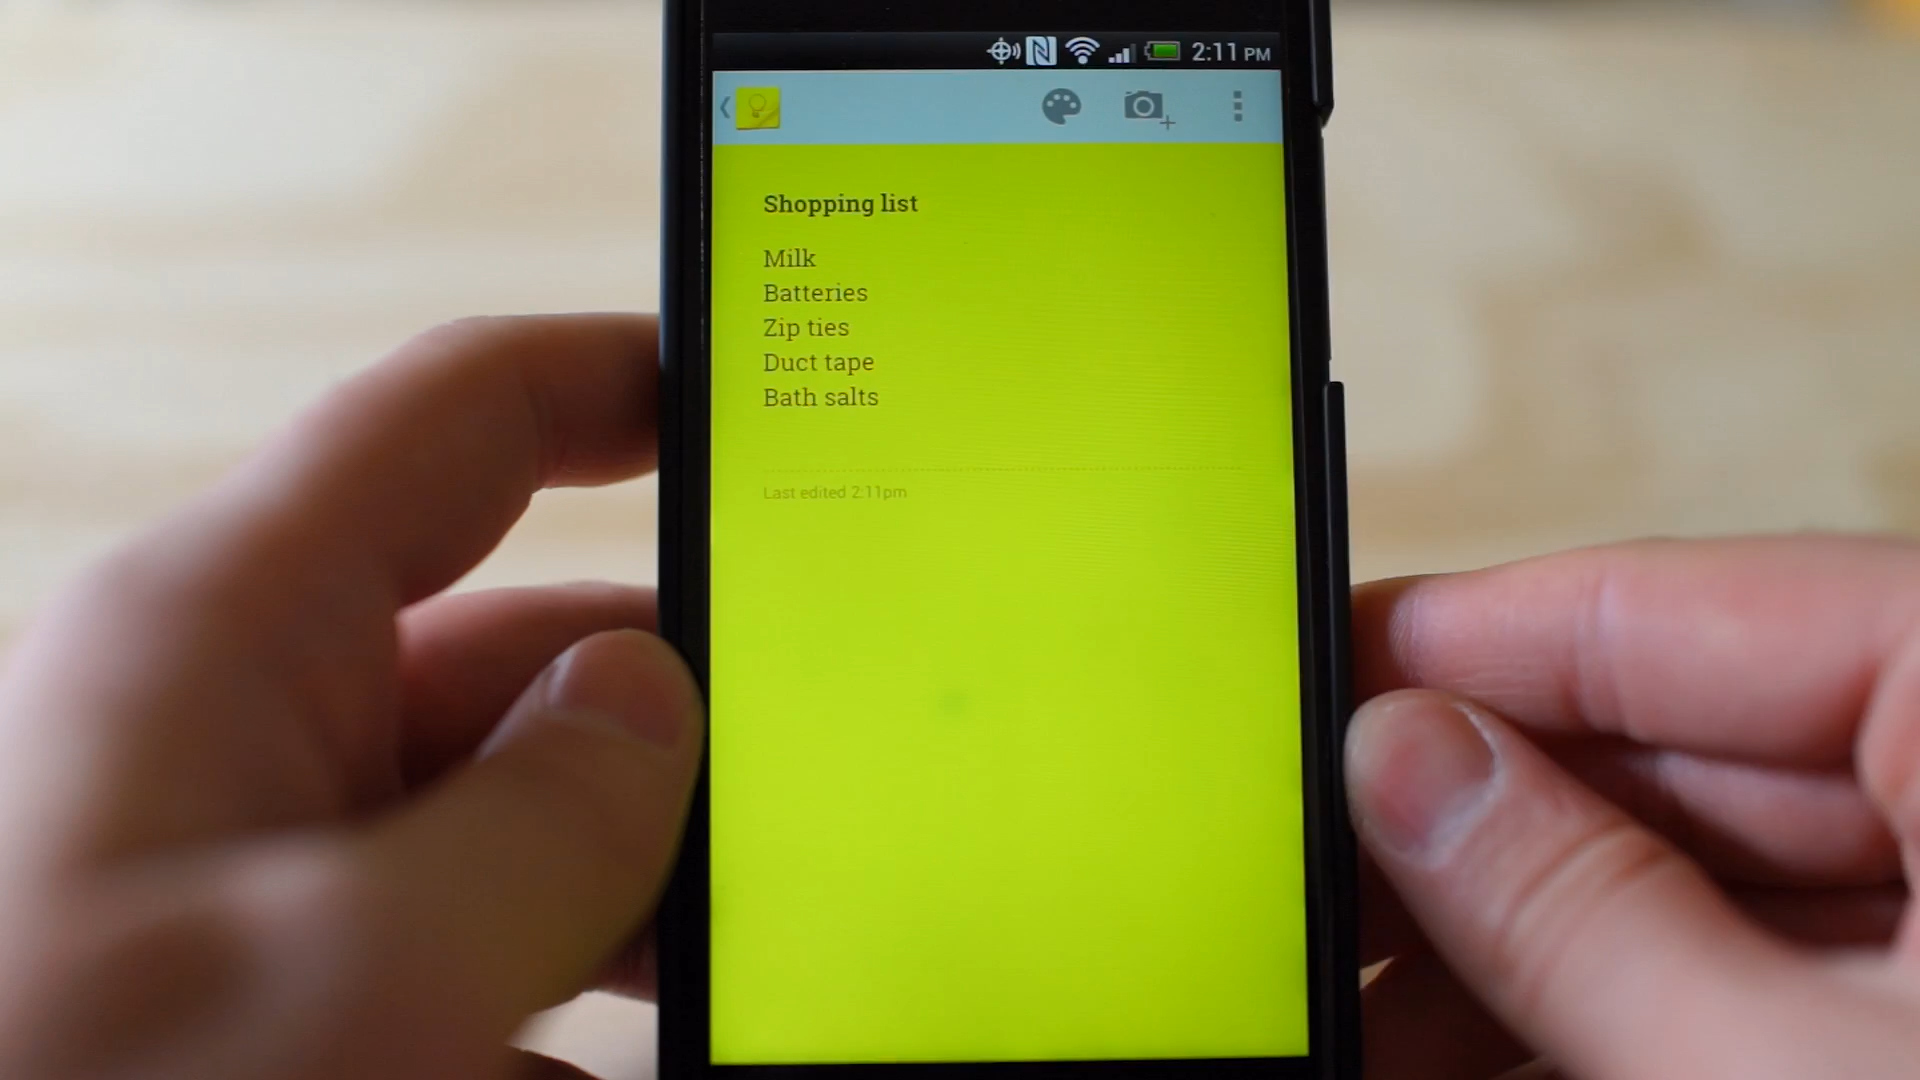 2:11 PM
Shopping list
Milk
Batteries
Zip ties
Duct tape
Bath salts
Last edited 2:11pm